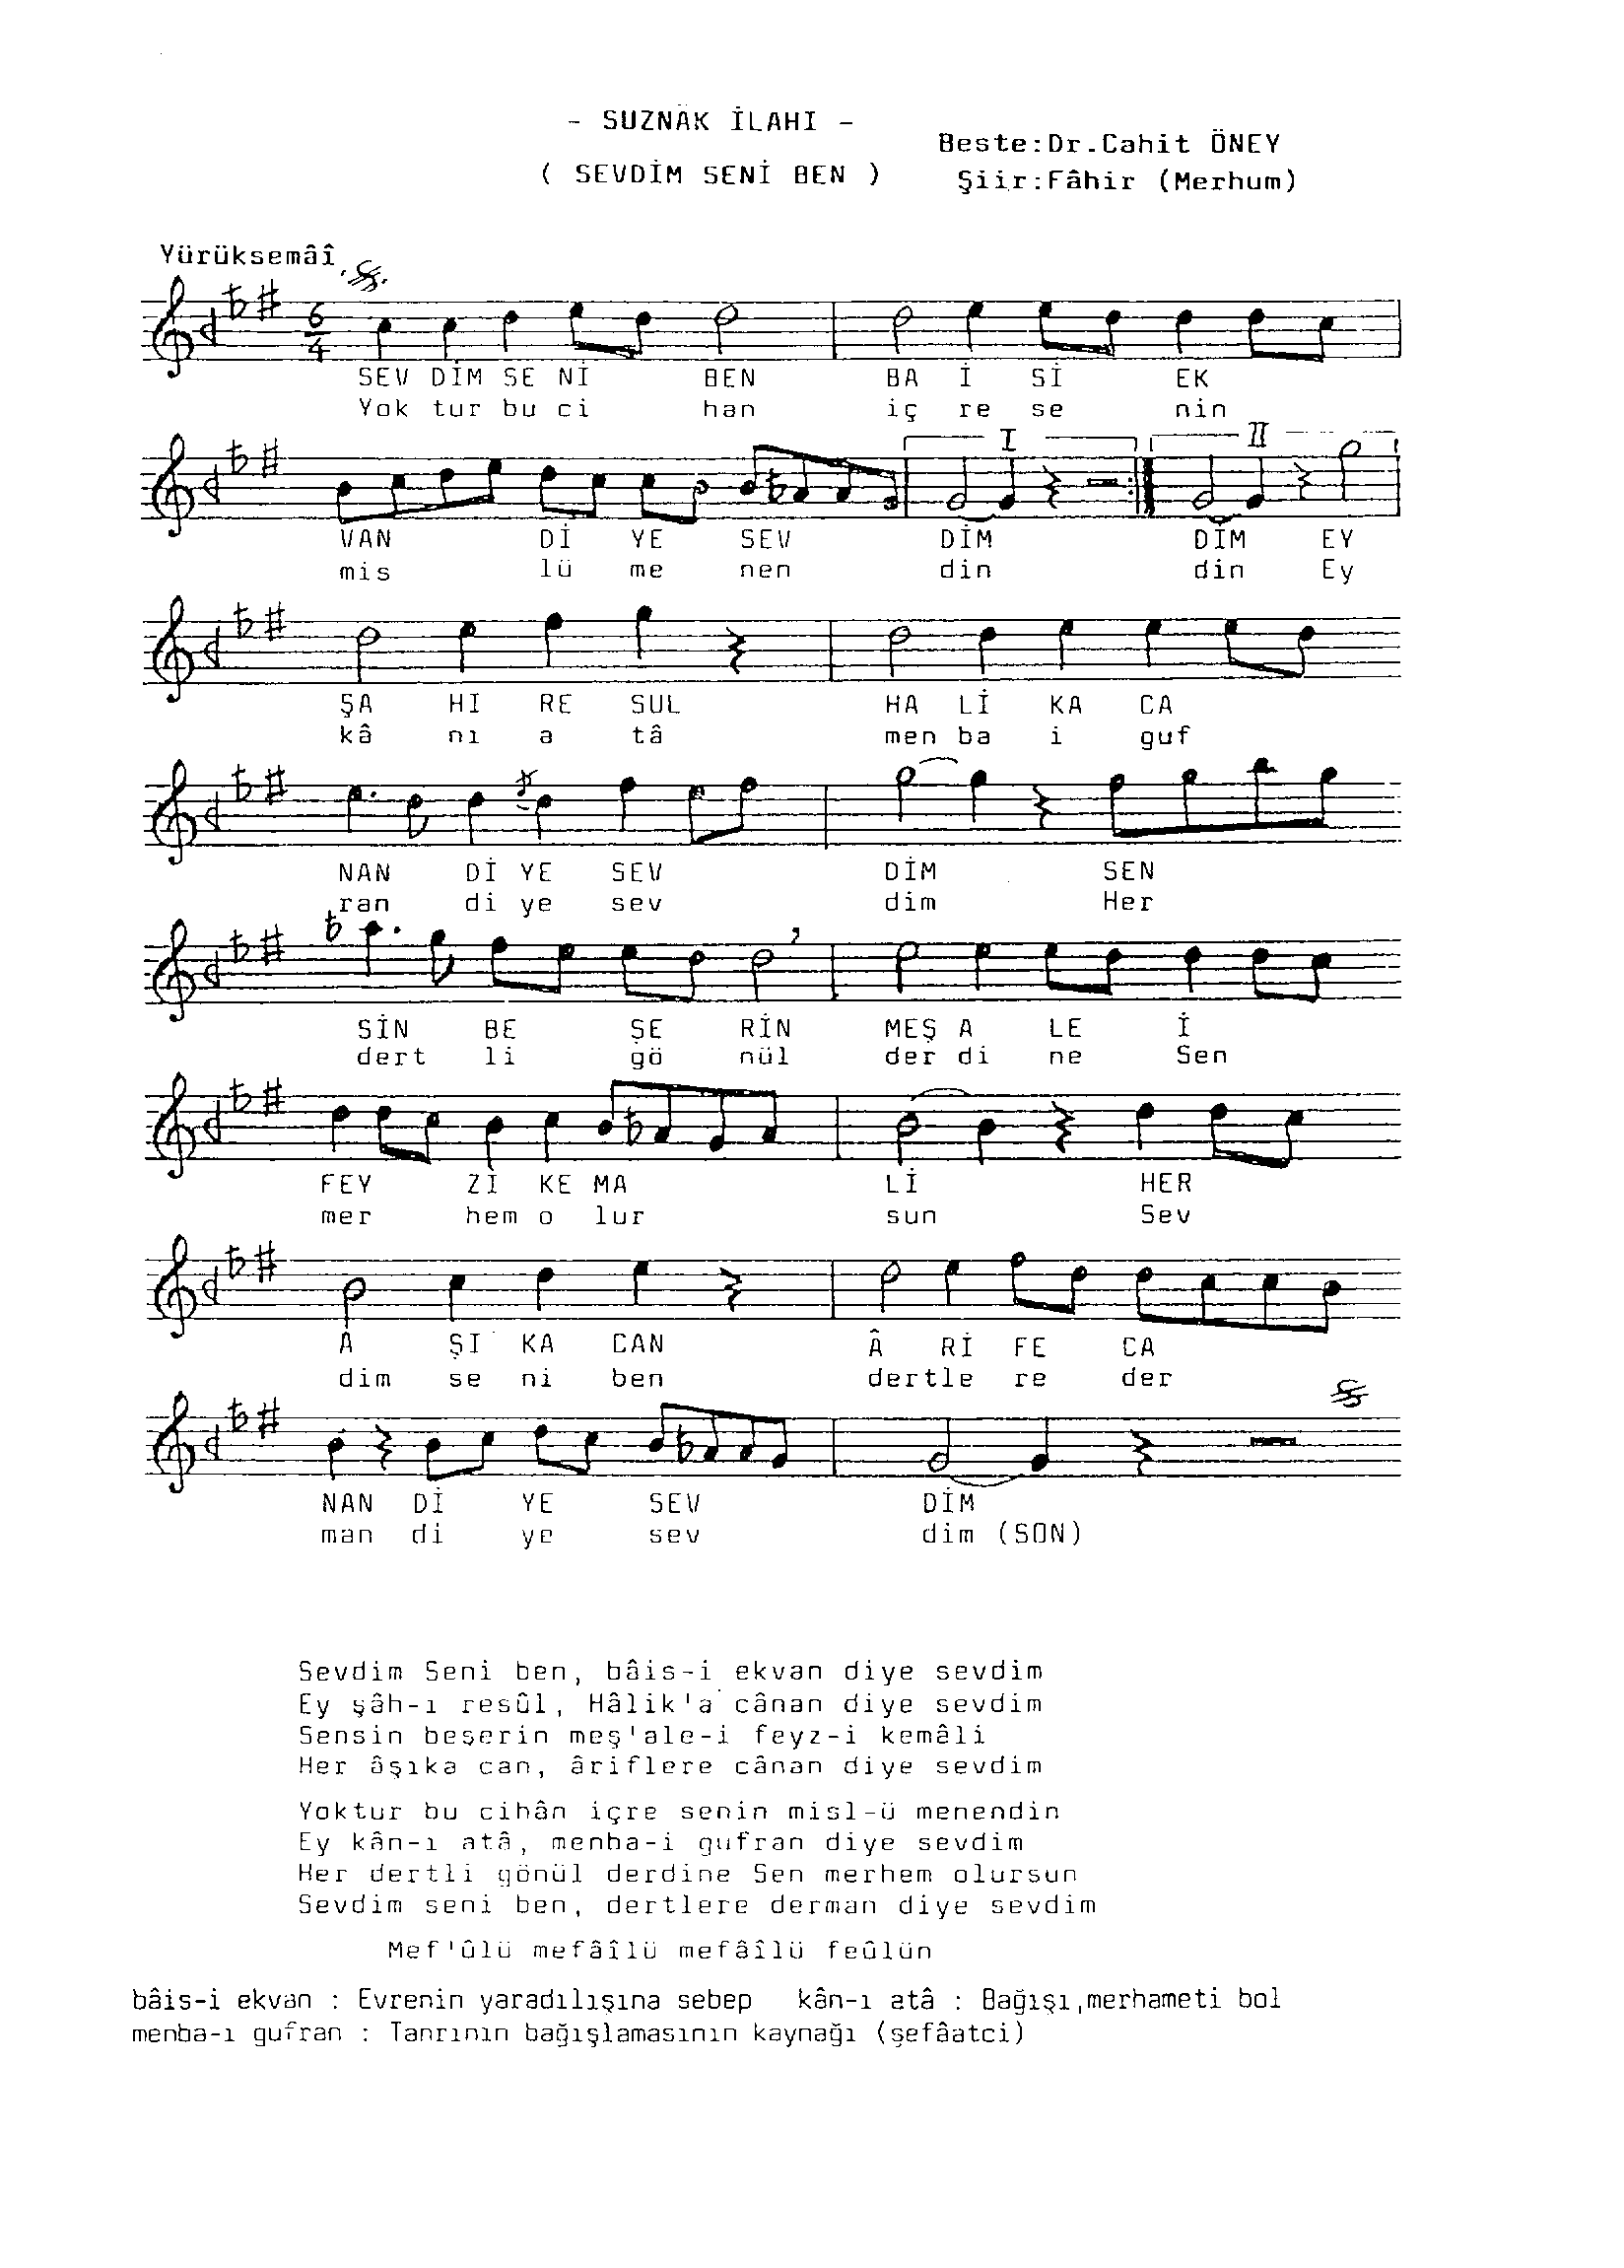 - SUZNÂK İLAHI -
( SEVDİM SENİ BEN )
Beste:Dr.Cahit ÖNEY
Şiir:Fâhir (Merhum)
Yürüksemâî
6
4
SEV DİM SE Nİ BEN BA İ Sİ EK
Yok tur bu ci han iç re se nin
I II
VAN Dİ YE SEV DİM DİM EY
mis lü me nen din din Ey
ŞA HI RE SUL HA Lİ KA CA
kâ nı a tâ men ba i guf
NAN Dİ YE SEV DİM SEN
ran di ye sev dim Her
SİN BE ŞE RİN MEŞ A LE İ
dert li gö nül der di ne Sen
FEY ZI KE MA Lİ HER
mer hem o lur sun Sev
A ŞI KA CAN Â Rİ FE CA
dim se ni ben dertle re der
NAN Dİ YE SEV DİM
man di ye sev dim (SON)
Sevdim Seni ben, bâis-i ekvan diye sevdim
Ey şâh-ı resûl, Hâlik'a cânan diye sevdim
Sensin beşerin meş'ale-i feyz-i kemâli
Her âşıka can, âriflere cânan diye sevdim
Yoktur bu cihân içre senin misl-ü menendin
Ey kân-ı atâ, menba-i gufran diye sevdim
Her dertli gönül derdine Sen merhem olursun
Sevdim seni ben, dertlere derman diye sevdim
Mef'ûlü mefâîlü mefâîlü feûlün
bâis-i ekvan : Evrenin yaradılışına sebep kân-ı atâ : Bağışı,merhameti bol
menba-ı gufran : Tanrının bağışlamasının kaynağı (şefâatci)